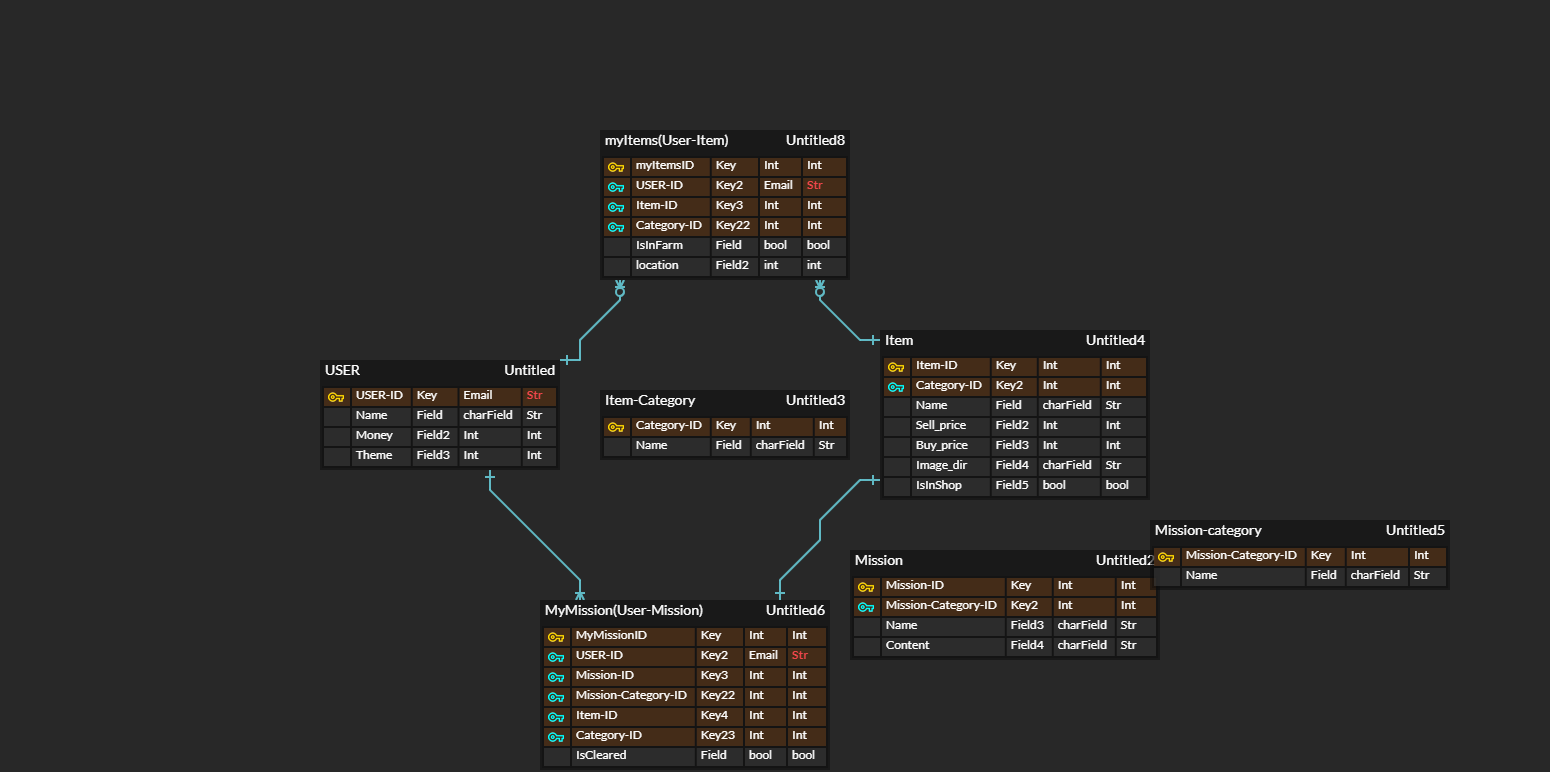 myItems(User-Item) Untitled8
myItemsID Key Int Int
USER-ID Key2 Email Str
Item-ID Key3 Int Int
Category-ID Key22 Int Int
IsInFarm Field bool bool
location Field2 int int
USER Untitled
USER-ID Key Email Str
Name Field charField Str
Money Field2 Int Int
Theme Field3 Int Int
Item-Category Untitled3
Category-ID Key Int Int
Name Field charField Str
Item Untitled4
Item-ID Key Int Int
Category-ID Key2 Int Int
Name Field charField Str
Sell_price Field2 Int Int
Buy_price Field3 Int Int
Image_dir Field4 charField Str
IsInShop Field5 bool bool
Mission-category Untitled5
Mission-Category-ID Key Int Int
Name Field charField Str
Mission Untitled2
Mission-ID Key Int Int
Mission-Category-ID Key2 Int Int
Name Field3 charField Str
Content Field4 charField Str
MyMission(User-Mission) Untitled6
MyMissionID Key Int Int
USER-ID Key2 Email Str
Mission-ID Key3 Int Int
Mission-Category-ID Key22 Int Int
Item-ID Key4 Int Int
Category-ID Key23 Int Int
IsCleared Field bool bool